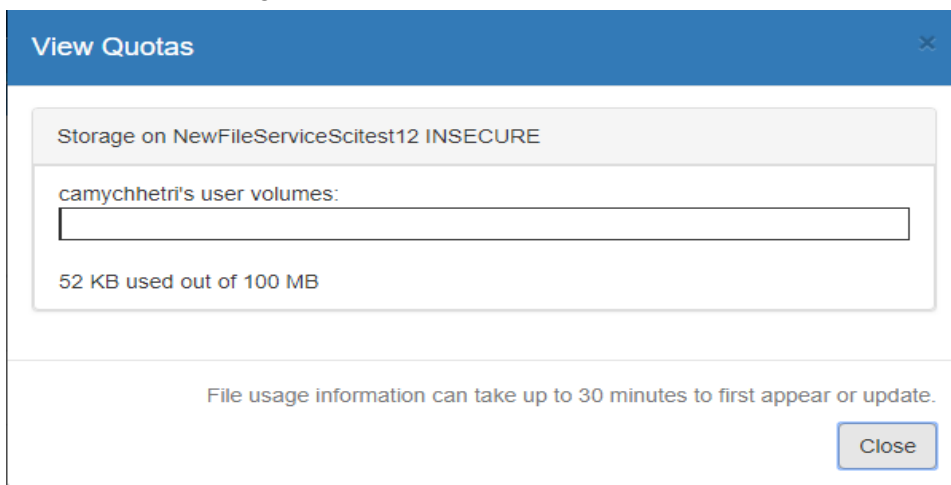 View Quotas
×
Storage on NewFileServiceScitest12 INSECURE
camychhetri's user volumes:
52 KB used out of 100 MB
File usage information can take up to 30 minutes to first appear or update.
Close